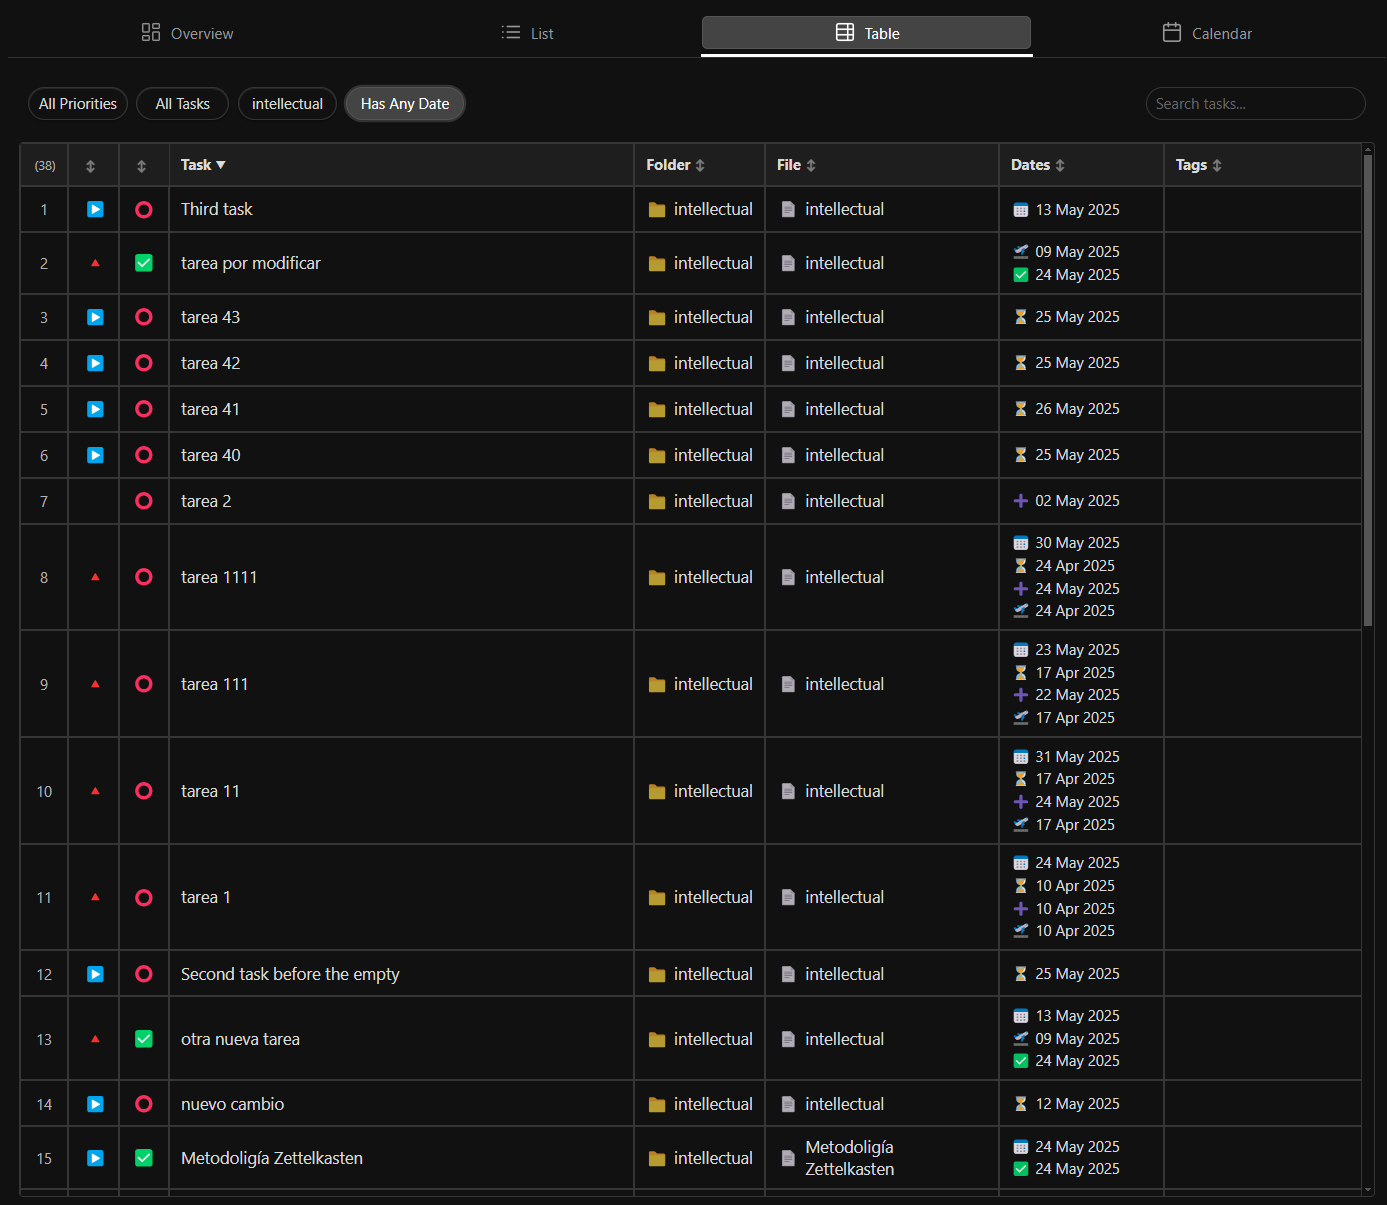 Overview
List
Table
Calendar
All Priorities
All Tasks
intellectual
Has Any Date
Search tasks...
(38) Task Folder File Dates Tags
1 Third task intellectual intellectual 13 May 2025
2 tarea por modificar intellectual intellectual 09 May 2025
24 May 2025
3 tarea 43 intellectual intellectual 25 May 2025
4 tarea 42 intellectual intellectual 25 May 2025
5 tarea 41 intellectual intellectual 26 May 2025
6 tarea 40 intellectual intellectual 25 May 2025
7 tarea 2 intellectual intellectual 02 May 2025
8 tarea 1111 intellectual intellectual 30 May 2025
24 Apr 2025
24 May 2025
24 Apr 2025
9 tarea 111 intellectual intellectual 23 May 2025
17 Apr 2025
22 May 2025
17 Apr 2025
10 tarea 11 intellectual intellectual 31 May 2025
17 Apr 2025
24 May 2025
17 Apr 2025
11 tarea 1 intellectual intellectual 24 May 2025
10 Apr 2025
10 Apr 2025
10 Apr 2025
12 Second task before the empty intellectual intellectual 25 May 2025
13 otra nueva tarea intellectual intellectual 13 May 2025
09 May 2025
24 May 2025
14 nuevo cambio intellectual intellectual 12 May 2025
15 Metodoligía Zettelkasten intellectual Metodoligía Zettelkasten 24 May 2025
24 May 2025